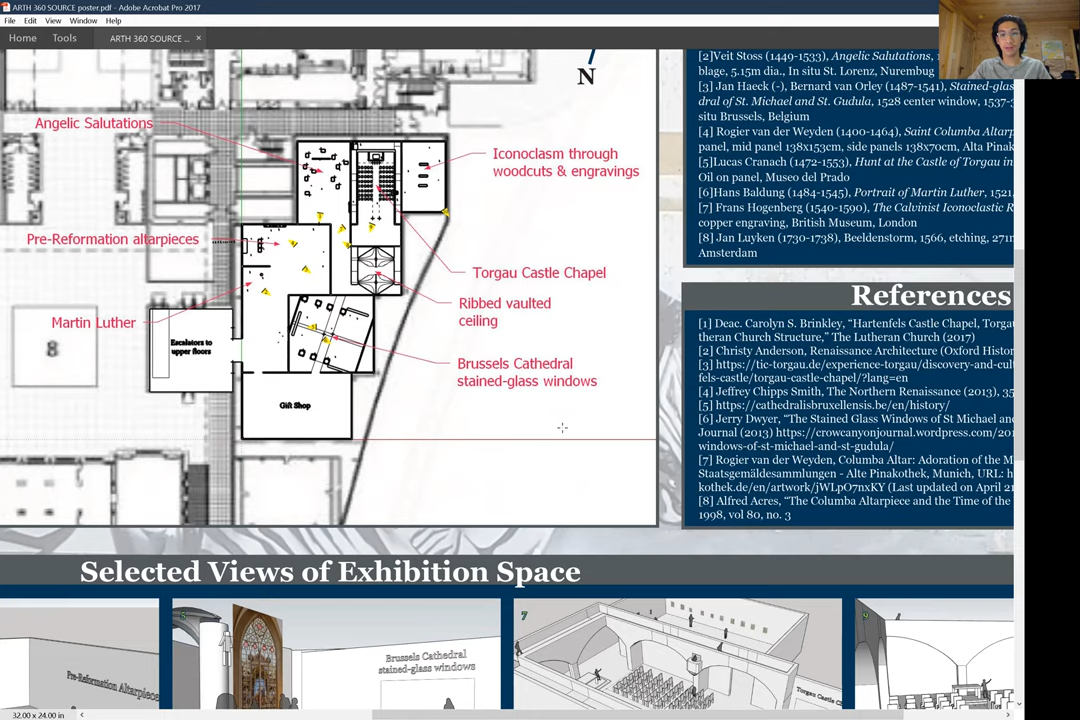 ARTH 360 SOURCE poster.pdf - Adobe Acrobat Pro 2017
File Edit View Window Help
Home Tools ARTH 360 SOURCE ... ×
N
Angelic Salutations
Iconoclasm through
woodcuts & engravings
Pre-Reformation altarpieces
Torgau Castle Chapel
Ribbed vaulted
ceiling
Martin Luther
8
Escalators to
upper floors
Brussels Cathedral
stained-glass windows
Gift Shop
[2]Veit Stoss (1449-1533), Angelic Salutations,
blage, 5.15m dia., In situ St. Lorenz, Nuremburg
[3] Jan Haeck (-), Bernard van Orley (1487-1541), Stained-glas
dral of St. Michael and St. Gudula, 1528 center window, 1537-
situ Brussels, Belgium
[4] Rogier van der Weyden (1400-1464), Saint Columba Altarp
panel, mid panel 138x153cm, side panels 138x70cm, Alta Pinak
[5]Lucas Cranach (1472-1553), Hunt at the Castle of Torgau in
Oil on panel, Museo del Prado
[6]Hans Baldung (1484-1545), Portrait of Martin Luther, 1521,
[7] Frans Hogenberg (1540-1590), The Calvinist Iconoclastic R
copper engraving, British Museum, London
[8] Jan Luyken (1730-1738), Beeldenstorm, 1566, etching, 271m
Amsterdam
References
[1] Deac. Carolyn S. Brinkley, “Hartenfels Castle Chapel, Torgau
theran Church Structure,” The Lutheran Church (2017)
[2] Christy Anderson, Renaissance Architecture (Oxford Histor
[3] https://tic-torgau.de/experience-torgau/discovery-and-cul
fels-castle/torgau-castle-chapel/?lang=en
[4] Jeffrey Chipps Smith, The Northern Renaissance (2013), 35
[5] https://cathedralisbruxellensis.be/en/history/
[6] Jerry Dwyer, “The Stained Glass Windows of St Michael and
Journal (2013) https://crowcanyonjournal.wordpress.com/201
windows-of-st-michael-and-st-gudula/
[7] Rogier van der Weyden, Columba Altar: Adoration of the M
Staatsgemäldesammlungen - Alte Pinakothek, Munich, URL: h
kothek.de/en/artwork/jWLpO7nxKY (Last updated on April 21
[8] Alfred Acres, “The Columba Altarpiece and the Time of the
1998, vol 80, no. 3
Selected Views of Exhibition Space
Pre-Reformation Altarpieces
5
Brussels Cathedral
stained-glass windows
7
Torgau Castle C
32.00 x 24.00 in